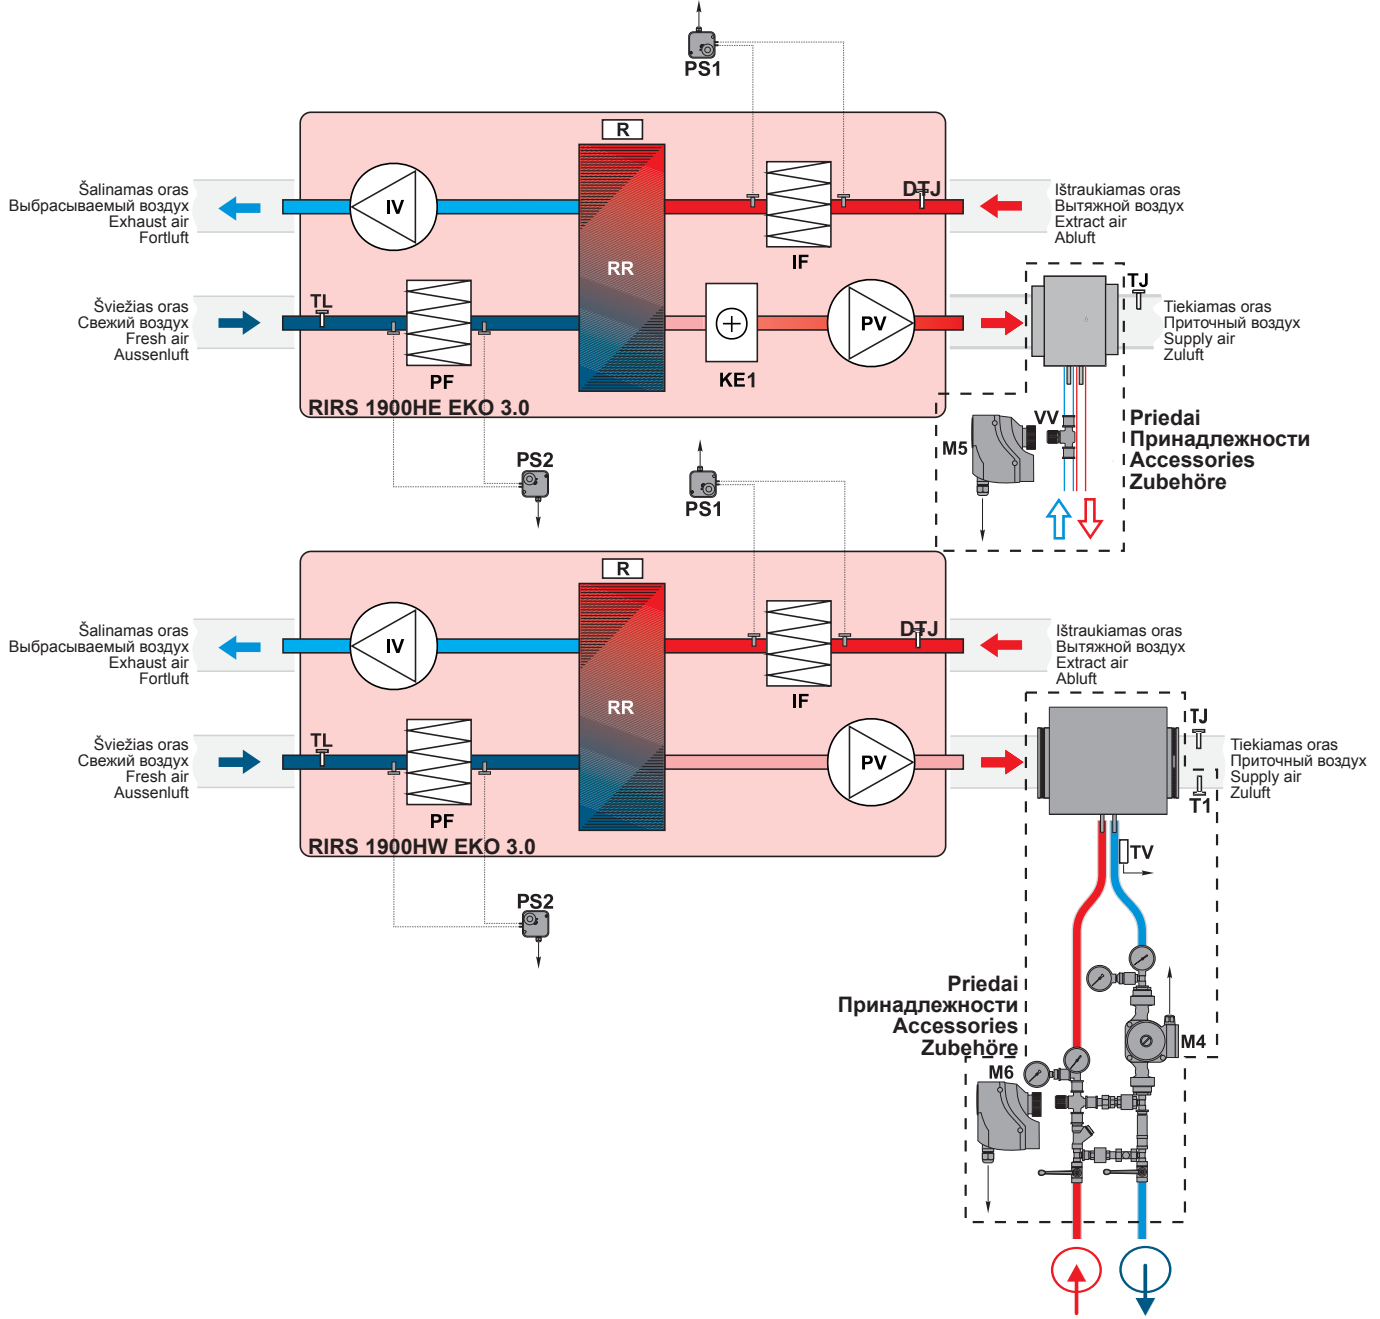 PS1
R
Šalinamas oras
Выбрасываемый воздух
Exhaust air
Fortluft
IV
DTJ
Ištraukiamas oras
Вытяжной воздух
Extract air
Abluft
IF
RR
Šviežias oras
Свежий воздух
Fresh air
Aussenluft
TL
PF
KE1
PV
TJ
Tiekiamas oras
Приточный воздух
Supply air
Zuluft
RIRS 1900HE EKO 3.0
M5
VV
Priedai
Принадлежности
Accessories
Zubehöre
PS2
PS1
R
Šalinamas oras
Выбрасываемый воздух
Exhaust air
Fortluft
IV
DTJ
Ištraukiamas oras
Вытяжной воздух
Extract air
Abluft
IF
RR
Šviežias oras
Свежий воздух
Fresh air
Aussenluft
TL
PF
PV
TJ
T1
Tiekiamas oras
Приточный воздух
Supply air
Zuluft
RIRS 1900HW EKO 3.0
TV
PS2
Priedai
Принадлежности
Accessories
Zubehöre
M4
M6